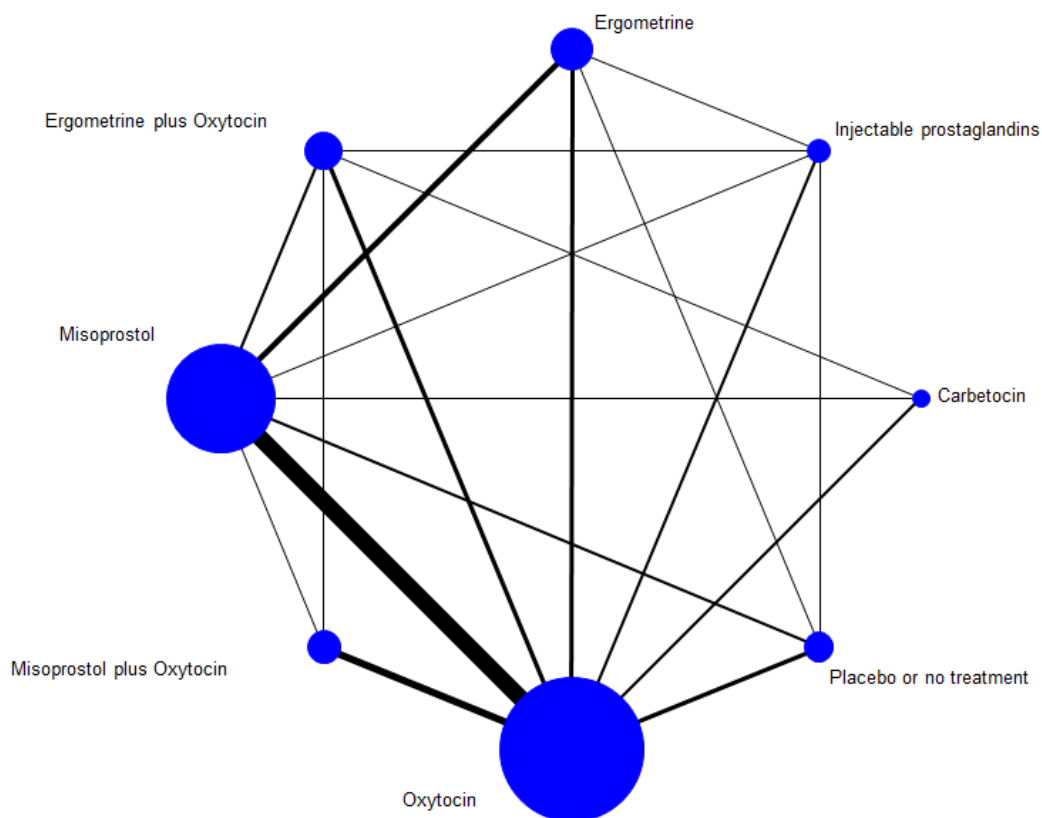 Ergometrine
Ergometrine plus Oxytocin
Injectable prostaglandins
Misoprostol
Carbetocin
Misoprostol plus Oxytocin
Placebo or no treatment
Oxytocin